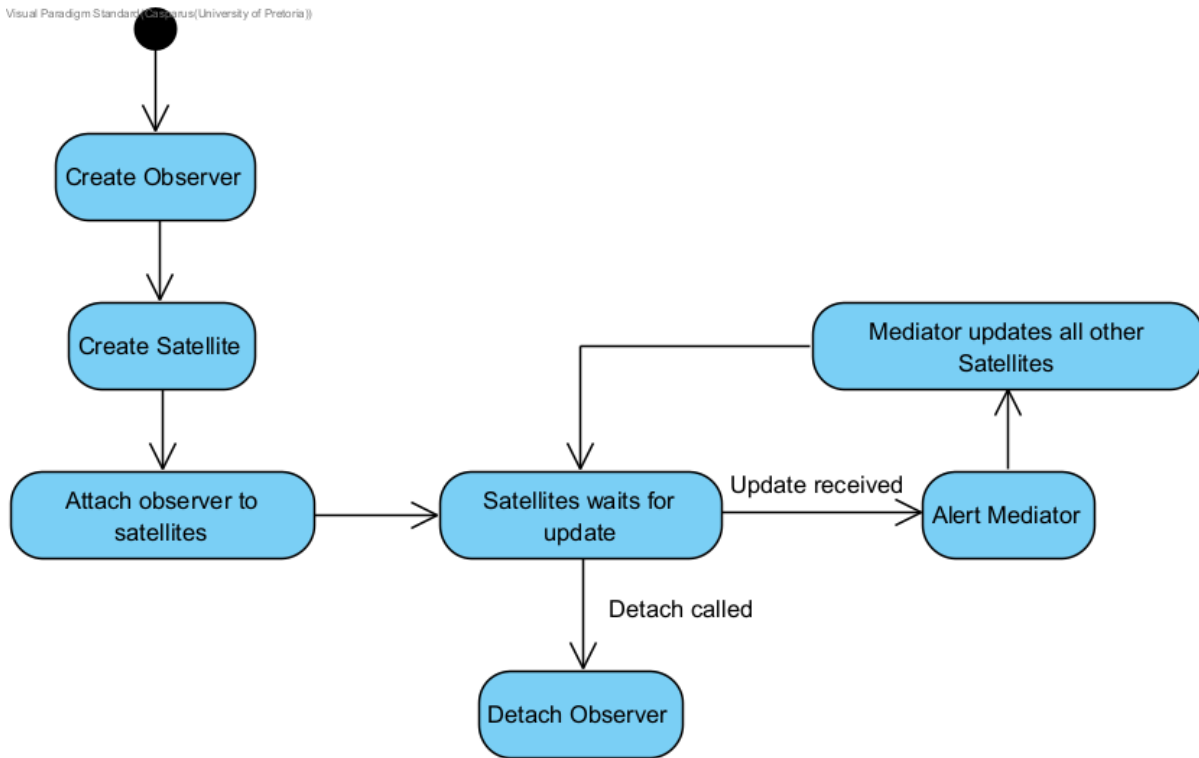 Visual Paradigm Standard(Casparus(University of Pretoria))
Create Observer
Create Satellite
Mediator updates all other
Satellites
Attach observer to
satellites
Satellites waits for
update
Update received
Alert Mediator
Detach called
Detach Observer